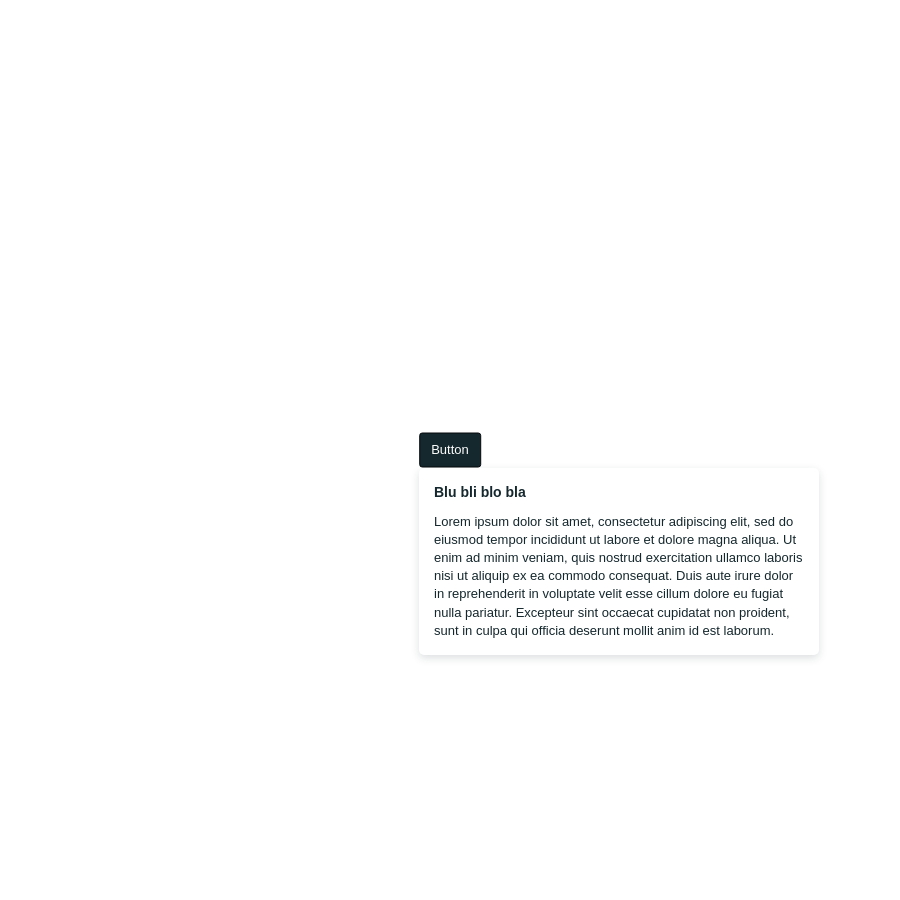 Button
Blu bli blo bla
Lorem ipsum dolor sit amet, consectetur adipiscing elit, sed do
eiusmod tempor incididunt ut labore et dolore magna aliqua. Ut
enim ad minim veniam, quis nostrud exercitation ullamco laboris
nisi ut aliquip ex ea commodo consequat. Duis aute irure dolor
in reprehenderit in voluptate velit esse cillum dolore eu fugiat
nulla pariatur. Excepteur sint occaecat cupidatat non proident,
sunt in culpa qui officia deserunt mollit anim id est laborum.